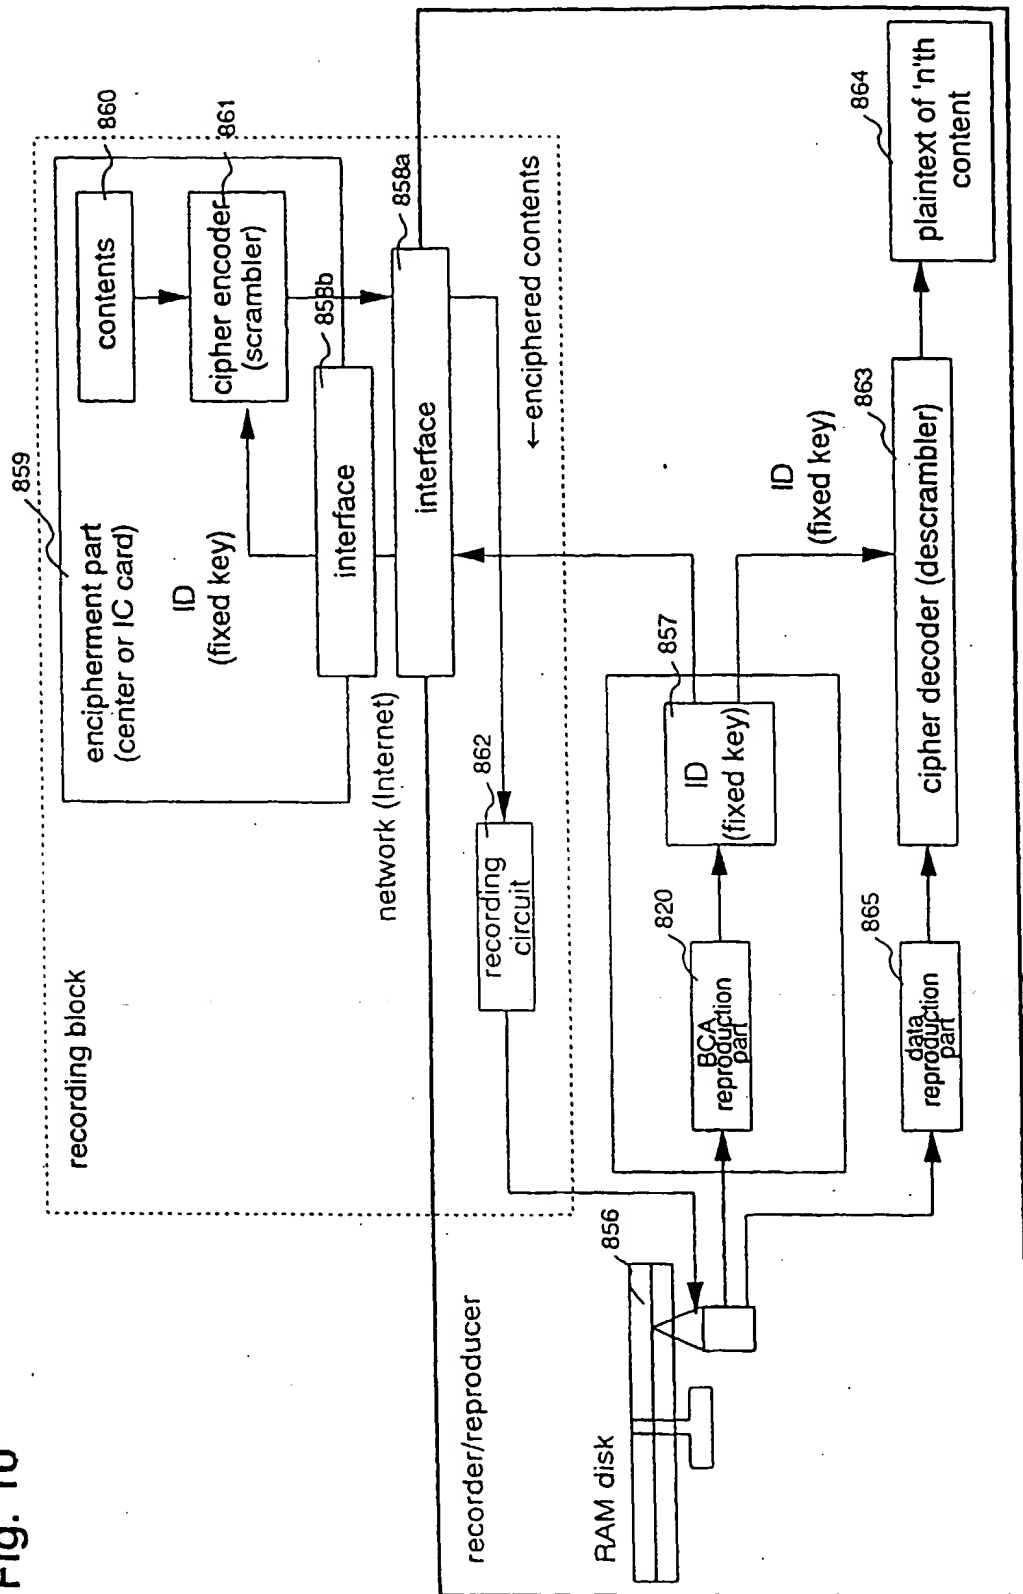 Fig.
recording block
859
encipherment part
(center or IC card)
860
contents
861
cipher encoder
(scrambler)
ID
(fixed key)
858b
interface
network (Internet)
858a
interface
recorder/reproducer
862
recording
circuit
←enciphered contents
RAM disk
856
820
BCA
reproduction
part
857
ID
(fixed key)
ID
(fixed key)
865
data
reproduction
part
863
cipher decoder (descrambler)
864
plaintext of 'n'th
content